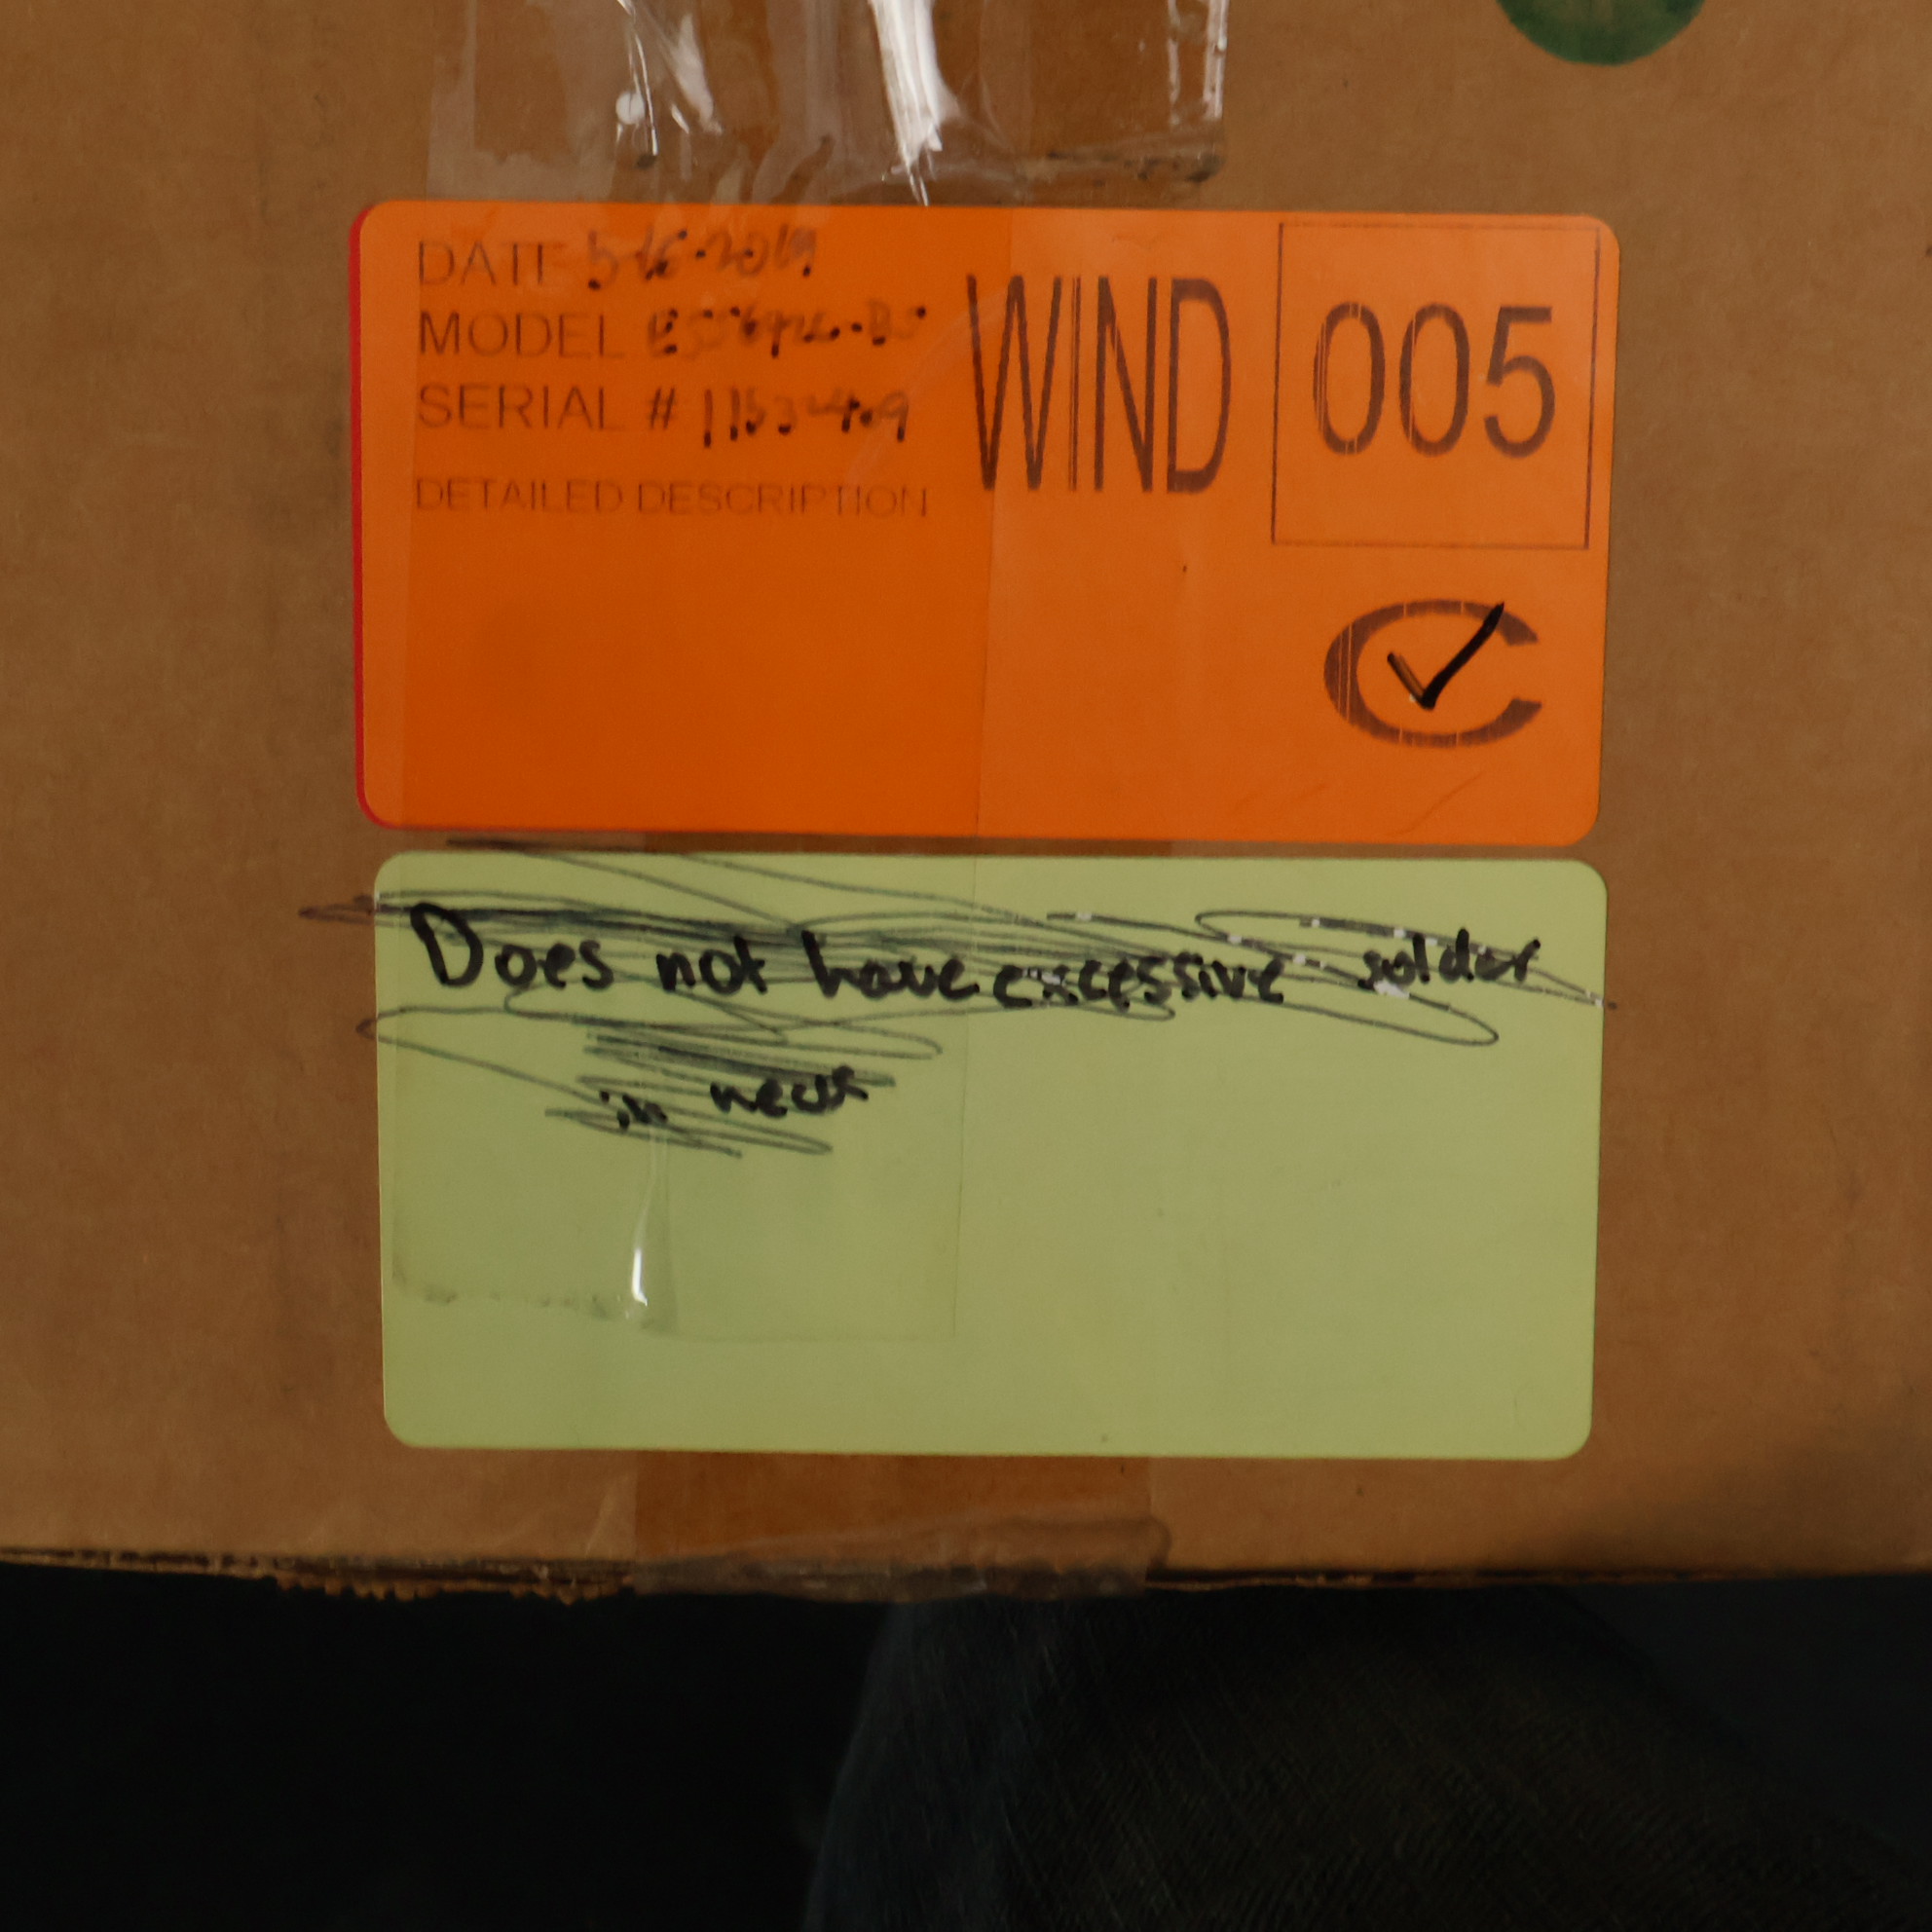 DATE 5-16-2019
WIND 005
MODEL
SERIAL #
DETAILED DESCRIPTION
C ✓
Does not have excessive solder
in neck